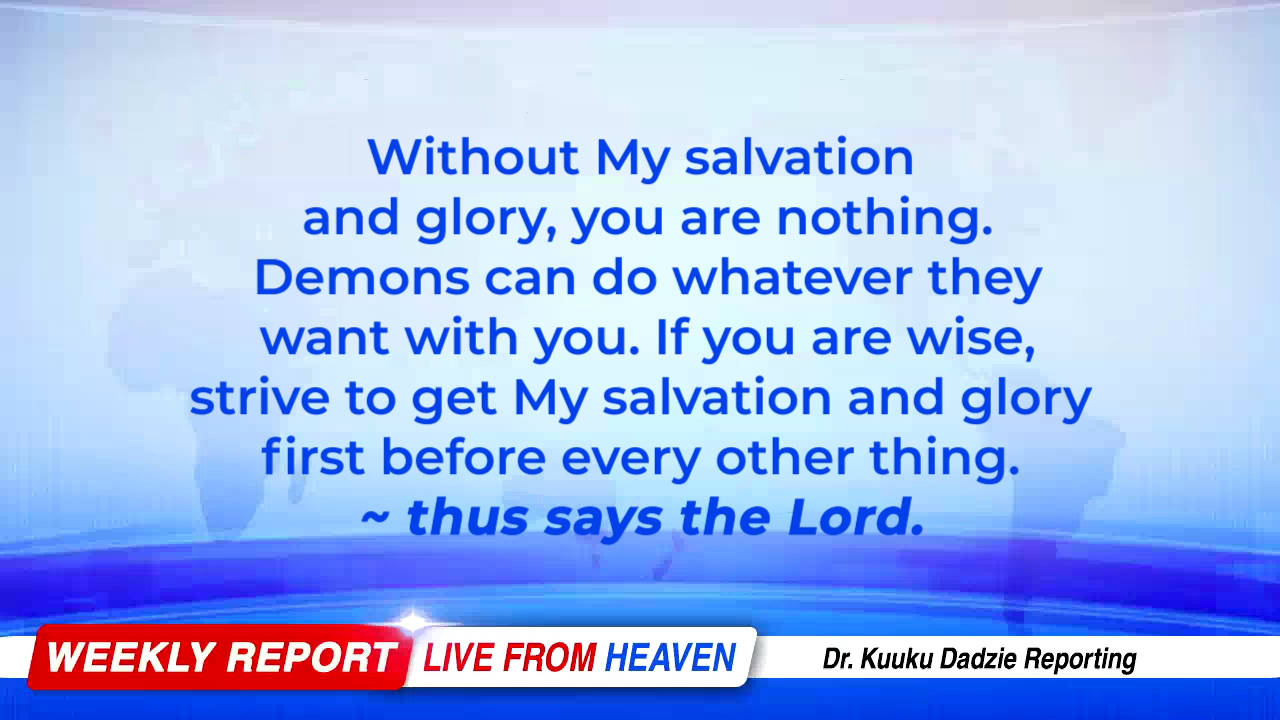 Without My salvation
and glory, you are nothing.
Demons can do whatever they
want with you. If you are wise,
strive to get My salvation and glory
first before every other thing.
~ thus says the Lord.
WEEKLY REPORT LIVE FROM HEAVEN Dr. Kuuku Dadzie Reporting